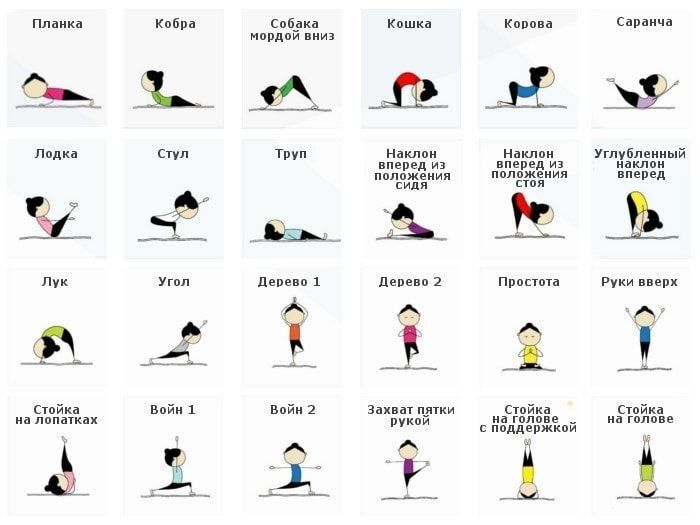 Планка
Кобра
Собака
мордой вниз
Кошка
Корова
Саранча
Лодка
Стул
Труп
Наклон
вперед из
положения
сидя
Наклон
вперед из
положения
стоя
Углубленный
наклон
вперед
Лук
Угол
Дерево 1
Дерево 2
Простота
Руки вверх
Стойка
на лопатках
Войн 1
Войн 2
Захват пятки
рукой
Стойка
на голове
с поддержкой
Стойка
на голове